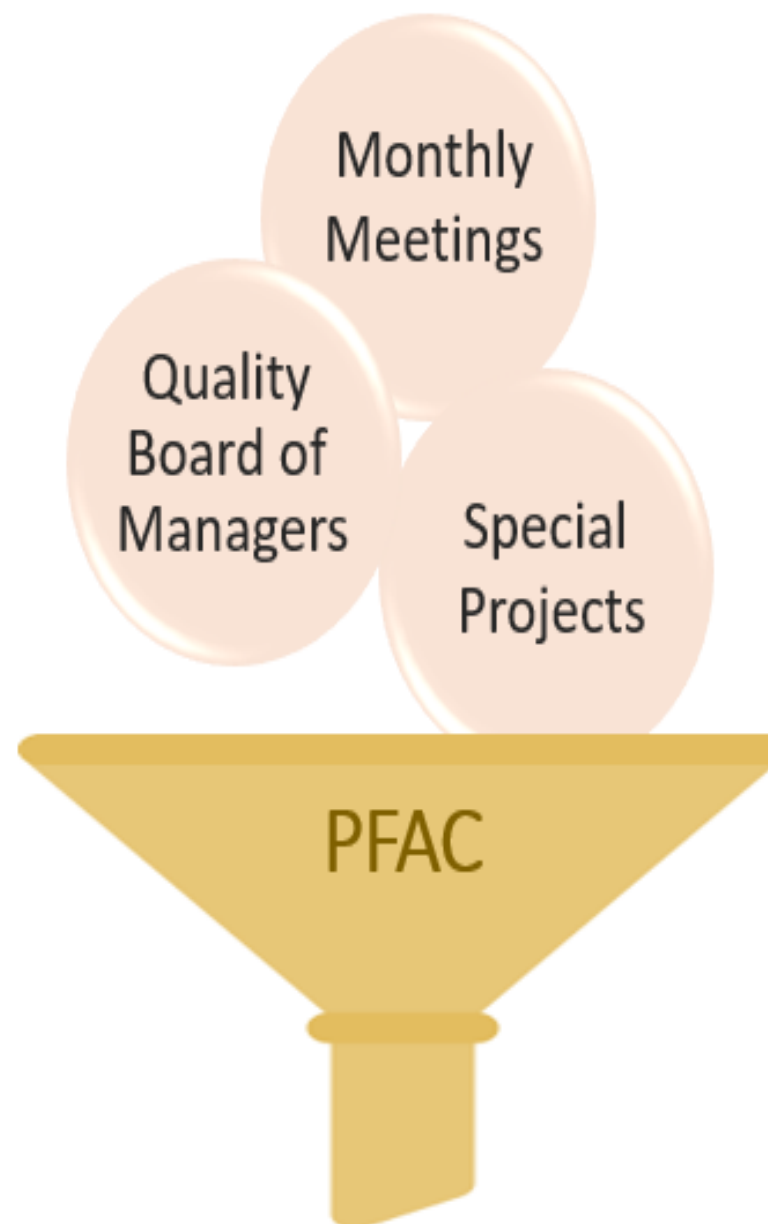 Monthly
Meetings
Quality
Board of
Managers
Special
Projects
PFAC